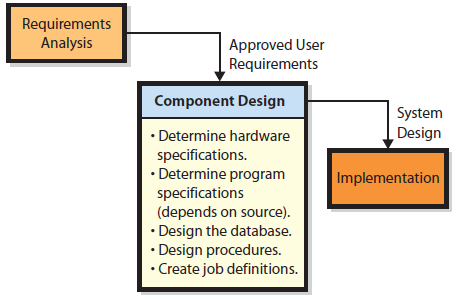 Requirements
Analysis
Approved User
Requirements
Component Design
• Determine hardware
specifications.
• Determine program
specifications
(depends on source).
• Design the database.
• Design procedures.
• Create job definitions.
System
Design
Implementation